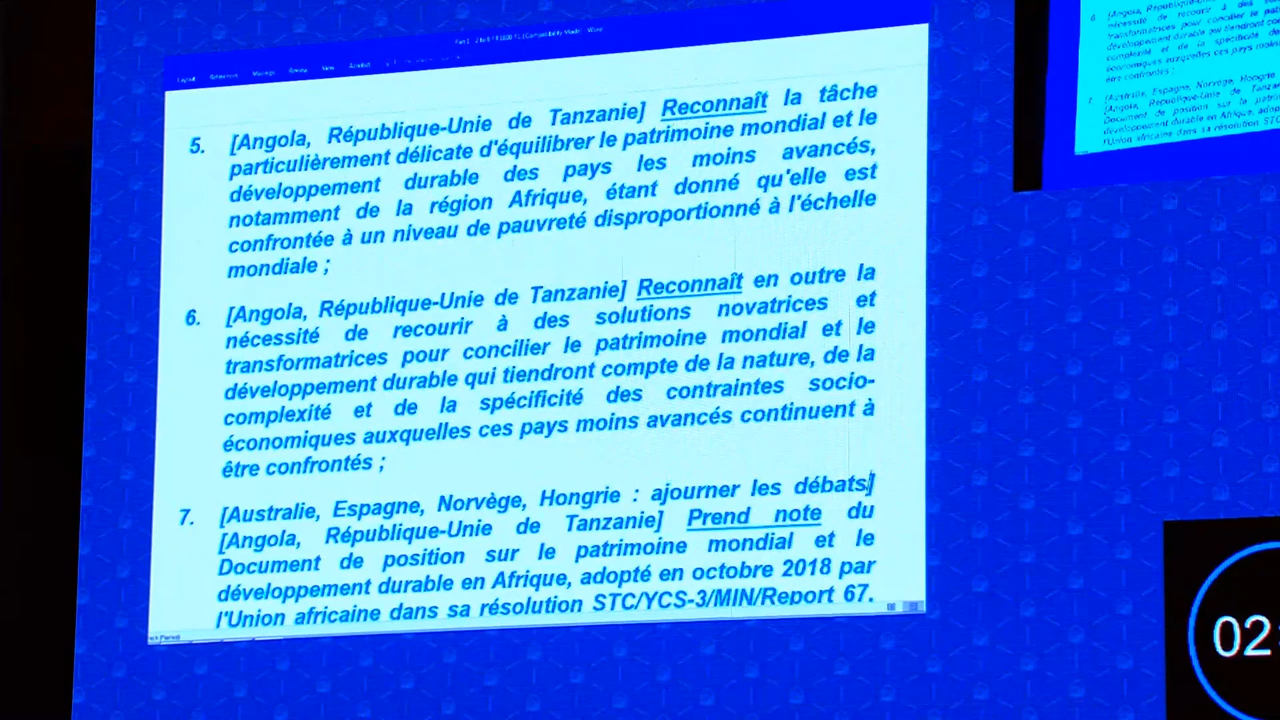 5. [Angola, République-Unie de Tanzanie] Reconnaît la tâche
particulièrement délicate d'équilibrer le patrimoine mondial et le
développement durable des pays les moins avancés,
notamment de la région Afrique, étant donné qu'elle est
confrontée à un niveau de pauvreté disproportionné à l'échelle
mondiale ;
6. [Angola, République-Unie de Tanzanie] Reconnaît en outre la
nécessité de recourir à des solutions novatrices et
transformatrices pour concilier le patrimoine mondial et le
développement durable qui tiendront compte de la nature, de la
complexité et de la spécificité des contraintes socio-
économiques auxquelles ces pays moins avancés continuent à
être confrontés ;
7. [Australie, Espagne, Norvège, Hongrie : ajourner les débats]
[Angola, République-Unie de Tanzanie] Prend note du
Document de position sur le patrimoine mondial et le
développement durable en Afrique, adopté en octobre 2018 par
l'Union africaine dans sa résolution STC/YCS-3/MIN/Report 67.
02